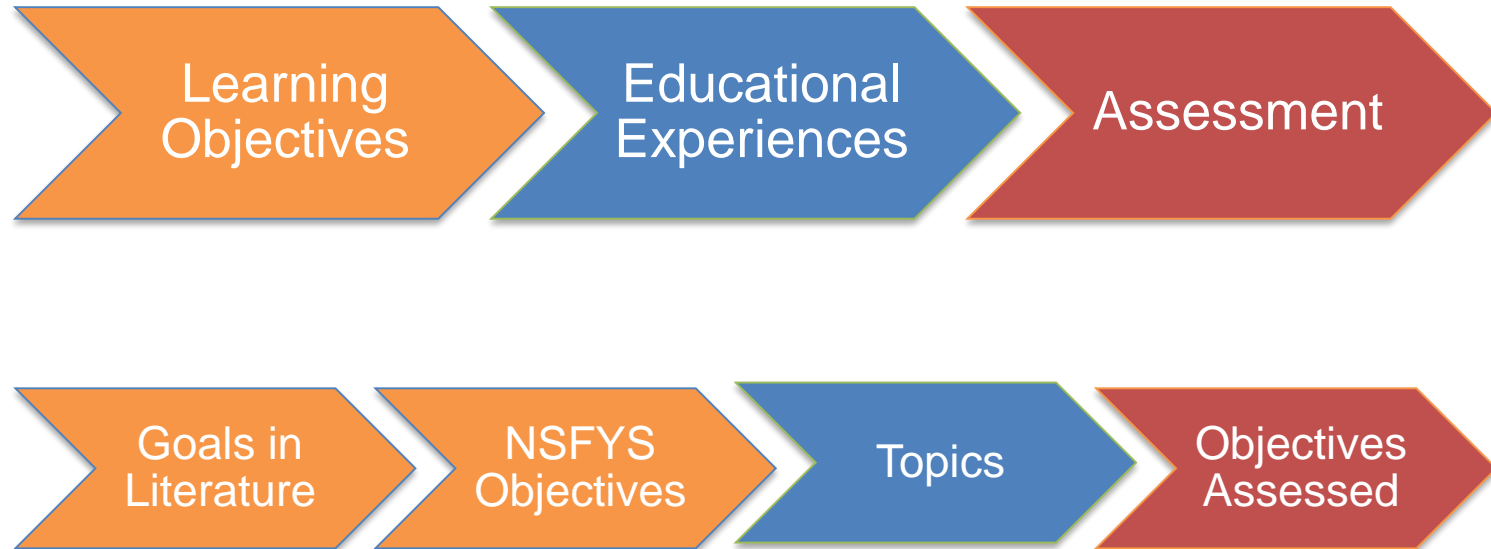 Learning
Objectives
Educational
Experiences
Assessment
Goals in
Literature
NSFYS
Objectives
Topics
Objectives
Assessed